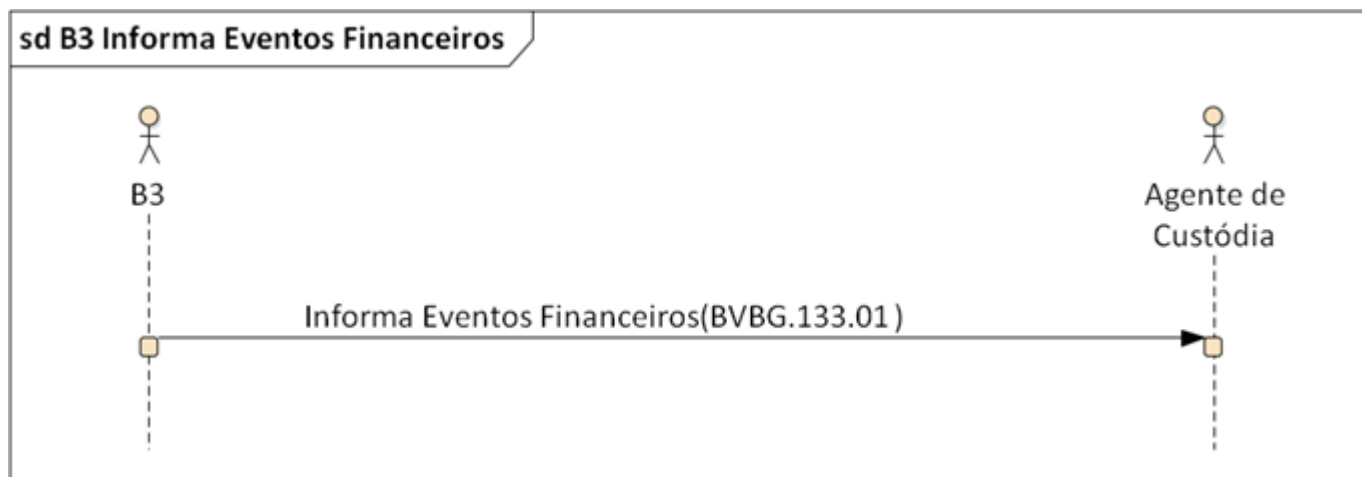 sd B3 Informa Eventos Financeiros
B3
Agente de
Custódia
Informa Eventos Financeiros(BVBG.133.01)